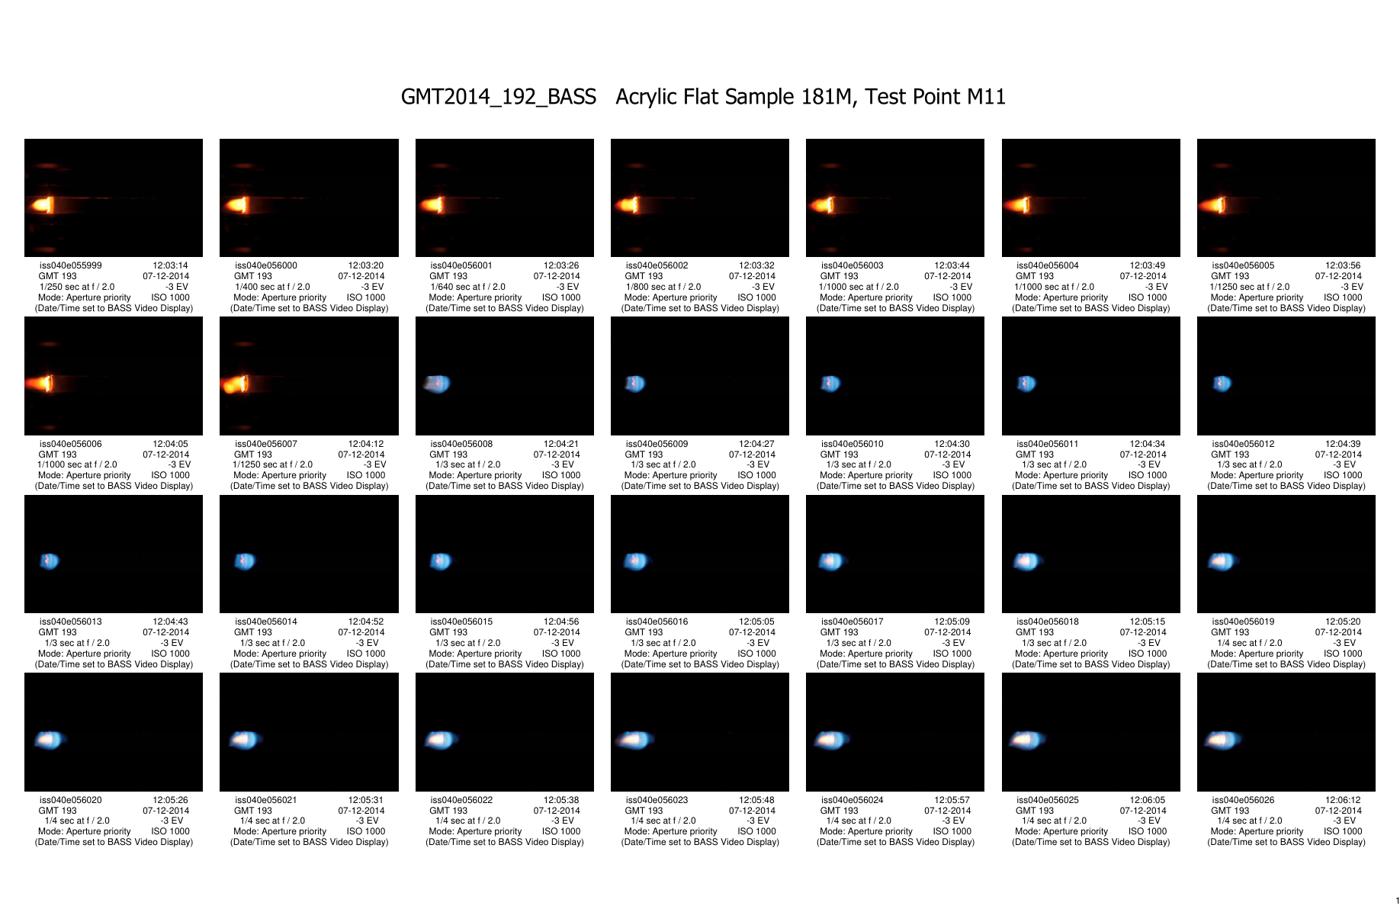 GMT2014_192_BASS Acrylic Flat Sample 181M, Test Point M11
iss040e055999 12:03:14
GMT 193 07-12-2014
1/250 sec at f / 2.0 -3 EV
Mode: Aperture priority ISO 1000
(Date/Time set to BASS Video Display)
iss040e056000 12:03:20
GMT 193 07-12-2014
1/400 sec at f / 2.0 -3 EV
Mode: Aperture priority ISO 1000
(Date/Time set to BASS Video Display)
iss040e056001 12:03:26
GMT 193 07-12-2014
1/640 sec at f / 2.0 -3 EV
Mode: Aperture priority ISO 1000
(Date/Time set to BASS Video Display)
iss040e056002 12:03:32
GMT 193 07-12-2014
1/800 sec at f / 2.0 -3 EV
Mode: Aperture priority ISO 1000
(Date/Time set to BASS Video Display)
iss040e056003 12:03:44
GMT 193 07-12-2014
1/1000 sec at f / 2.0 -3 EV
Mode: Aperture priority ISO 1000
(Date/Time set to BASS Video Display)
iss040e056004 12:03:49
GMT 193 07-12-2014
1/1000 sec at f / 2.0 -3 EV
Mode: Aperture priority ISO 1000
(Date/Time set to BASS Video Display)
iss040e056005 12:03:56
GMT 193 07-12-2014
1/1250 sec at f / 2.0 -3 EV
Mode: Aperture priority ISO 1000
(Date/Time set to BASS Video Display)
iss040e056006 12:04:05
GMT 193 07-12-2014
1/1000 sec at f / 2.0 -3 EV
Mode: Aperture priority ISO 1000
(Date/Time set to BASS Video Display)
iss040e056007 12:04:12
GMT 193 07-12-2014
1/1250 sec at f / 2.0 -3 EV
Mode: Aperture priority ISO 1000
(Date/Time set to BASS Video Display)
iss040e056008 12:04:21
GMT 193 07-12-2014
1/3 sec at f / 2.0 -3 EV
Mode: Aperture priority ISO 1000
(Date/Time set to BASS Video Display)
iss040e056009 12:04:27
GMT 193 07-12-2014
1/3 sec at f / 2.0 -3 EV
Mode: Aperture priority ISO 1000
(Date/Time set to BASS Video Display)
iss040e056010 12:04:30
GMT 193 07-12-2014
1/3 sec at f / 2.0 -3 EV
Mode: Aperture priority ISO 1000
(Date/Time set to BASS Video Display)
iss040e056011 12:04:34
GMT 193 07-12-2014
1/3 sec at f / 2.0 -3 EV
Mode: Aperture priority ISO 1000
(Date/Time set to BASS Video Display)
iss040e056012 12:04:39
GMT 193 07-12-2014
1/3 sec at f / 2.0 -3 EV
Mode: Aperture priority ISO 1000
(Date/Time set to BASS Video Display)
iss040e056013 12:04:43
GMT 193 07-12-2014
1/3 sec at f / 2.0 -3 EV
Mode: Aperture priority ISO 1000
(Date/Time set to BASS Video Display)
iss040e056014 12:04:52
GMT 193 07-12-2014
1/3 sec at f / 2.0 -3 EV
Mode: Aperture priority ISO 1000
(Date/Time set to BASS Video Display)
iss040e056015 12:04:56
GMT 193 07-12-2014
1/3 sec at f / 2.0 -3 EV
Mode: Aperture priority ISO 1000
(Date/Time set to BASS Video Display)
iss040e056016 12:05:05
GMT 193 07-12-2014
1/3 sec at f / 2.0 -3 EV
Mode: Aperture priority ISO 1000
(Date/Time set to BASS Video Display)
iss040e056017 12:05:09
GMT 193 07-12-2014
1/3 sec at f / 2.0 -3 EV
Mode: Aperture priority ISO 1000
(Date/Time set to BASS Video Display)
iss040e056018 12:05:15
GMT 193 07-12-2014
1/3 sec at f / 2.0 -3 EV
Mode: Aperture priority ISO 1000
(Date/Time set to BASS Video Display)
iss040e056019 12:05:20
GMT 193 07-12-2014
1/4 sec at f / 2.0 -3 EV
Mode: Aperture priority ISO 1000
(Date/Time set to BASS Video Display)
iss040e056020 12:05:26
GMT 193 07-12-2014
1/4 sec at f / 2.0 -3 EV
Mode: Aperture priority ISO 1000
(Date/Time set to BASS Video Display)
iss040e056021 12:05:31
GMT 193 07-12-2014
1/4 sec at f / 2.0 -3 EV
Mode: Aperture priority ISO 1000
(Date/Time set to BASS Video Display)
iss040e056022 12:05:38
GMT 193 07-12-2014
1/4 sec at f / 2.0 -3 EV
Mode: Aperture priority ISO 1000
(Date/Time set to BASS Video Display)
iss040e056023 12:05:48
GMT 193 07-12-2014
1/4 sec at f / 2.0 -3 EV
Mode: Aperture priority ISO 1000
(Date/Time set to BASS Video Display)
iss040e056024 12:05:57
GMT 193 07-12-2014
1/4 sec at f / 2.0 -3 EV
Mode: Aperture priority ISO 1000
(Date/Time set to BASS Video Display)
iss040e056025 12:06:05
GMT 193 07-12-2014
1/4 sec at f / 2.0 -3 EV
Mode: Aperture priority ISO 1000
(Date/Time set to BASS Video Display)
iss040e056026 12:06:12
GMT 193 07-12-2014
1/4 sec at f / 2.0 -3 EV
Mode: Aperture priority ISO 1000
(Date/Time set to BASS Video Display)